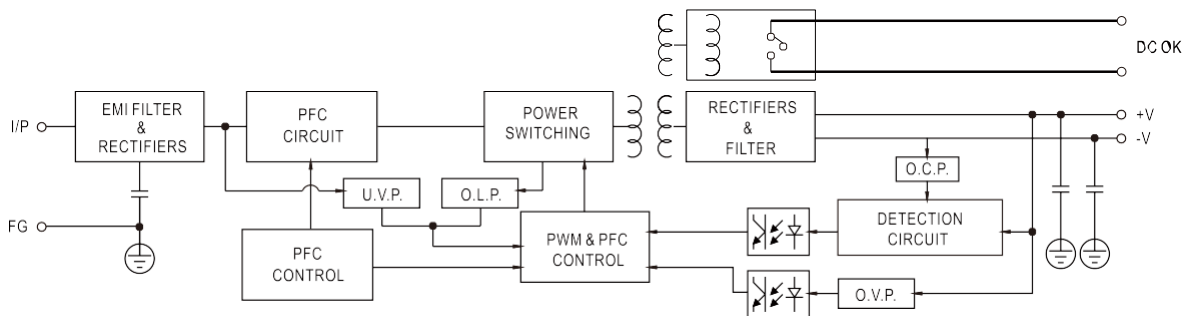 DC OK
EMI FILTER
&
RECTIFIERS
PFC
CIRCUIT
POWER
SWITCHING
RECTIFIERS
&
FILTER
I/P
+V
-V
O.C.P.
U.V.P.
O.L.P.
FG
DETECTION
CIRCUIT
PWM & PFC
CONTROL
PFC
CONTROL
O.V.P.